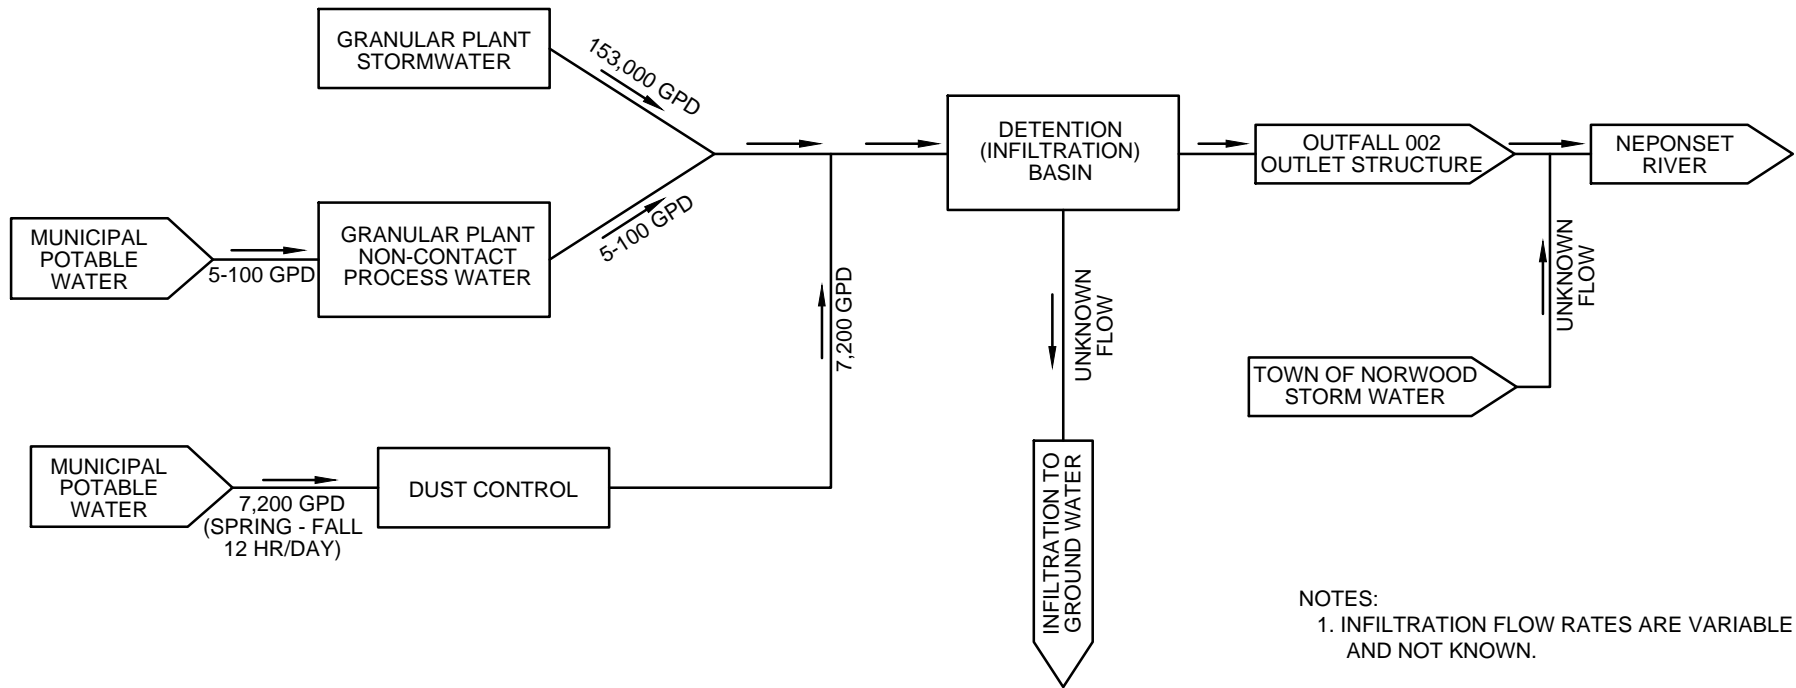 GRANULAR PLANT
STORMWATER
153,000 GPD
MUNICIPAL
POTABLE
WATER
5-100 GPD
GRANULAR PLANT
NON-CONTACT
PROCESS WATER
5-100 GPD
MUNICIPAL
POTABLE
WATER
7,200 GPD
(SPRING - FALL
12 HR/DAY)
DUST CONTROL
7,200 GPD
DETENTION
(INFILTRATION)
BASIN
UNKNOWN
FLOW
INFILTRATION TO
GROUND WATER
OUTFALL 002
OUTLET STRUCTURE
TOWN OF NORWOOD
STORM WATER
UNKNOWN
FLOW
NEPONSET
RIVER
NOTES:
1. INFILTRATION FLOW RATES ARE VARIABLE
AND NOT KNOWN.